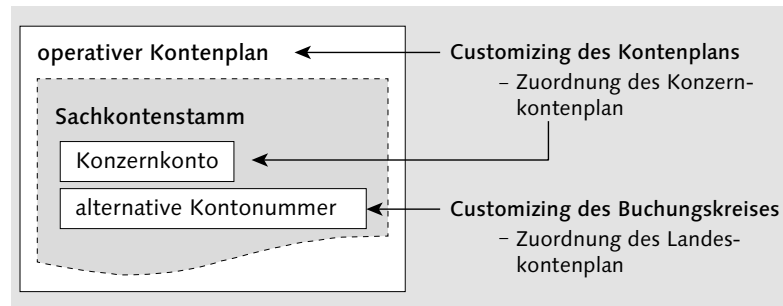 operativer Kontenplan
Sachkontenstamm
Konzernkonto
alternative Kontonummer
Customizing des Kontenplans
– Zuordnung des Konzern-
kontenplan
Customizing des Buchungskreises
– Zuordnung des Landes-
kontenplan